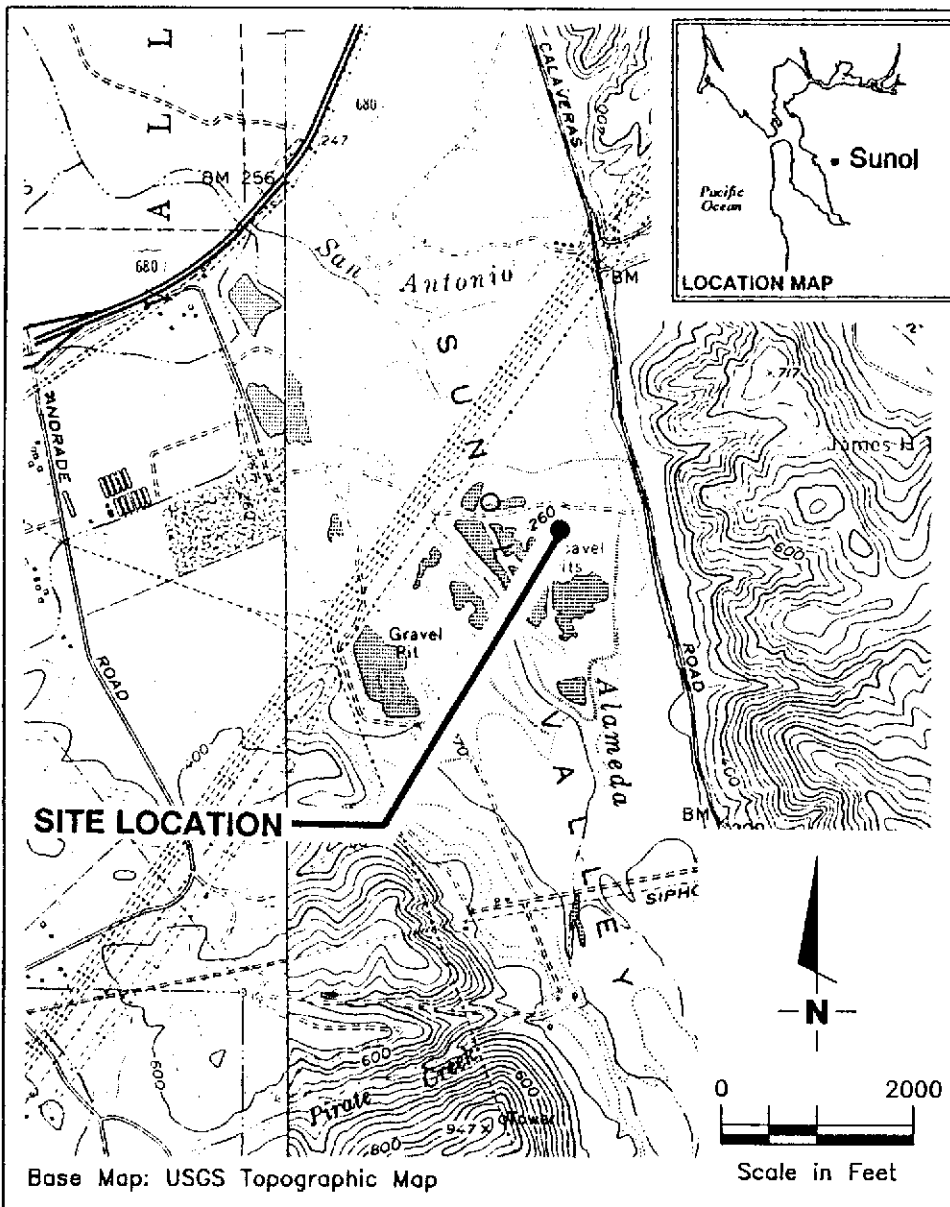 A L L
680
247
BM 256
680
San Antonio
CALAVERAS
BM
Sunol
Pacific
Ocean
LOCATION MAP
717
James H
600
ANDRADE
ROAD
S U N O L
260
Gravel
Pit
ROAD
V A L L E Y
Alameda
400
400
BM
SITE LOCATION
SIPHO
600
600
Pirate Creek
600
800
947
Tower
N
0 2000
Scale in Feet
Base Map: USGS Topographic Map